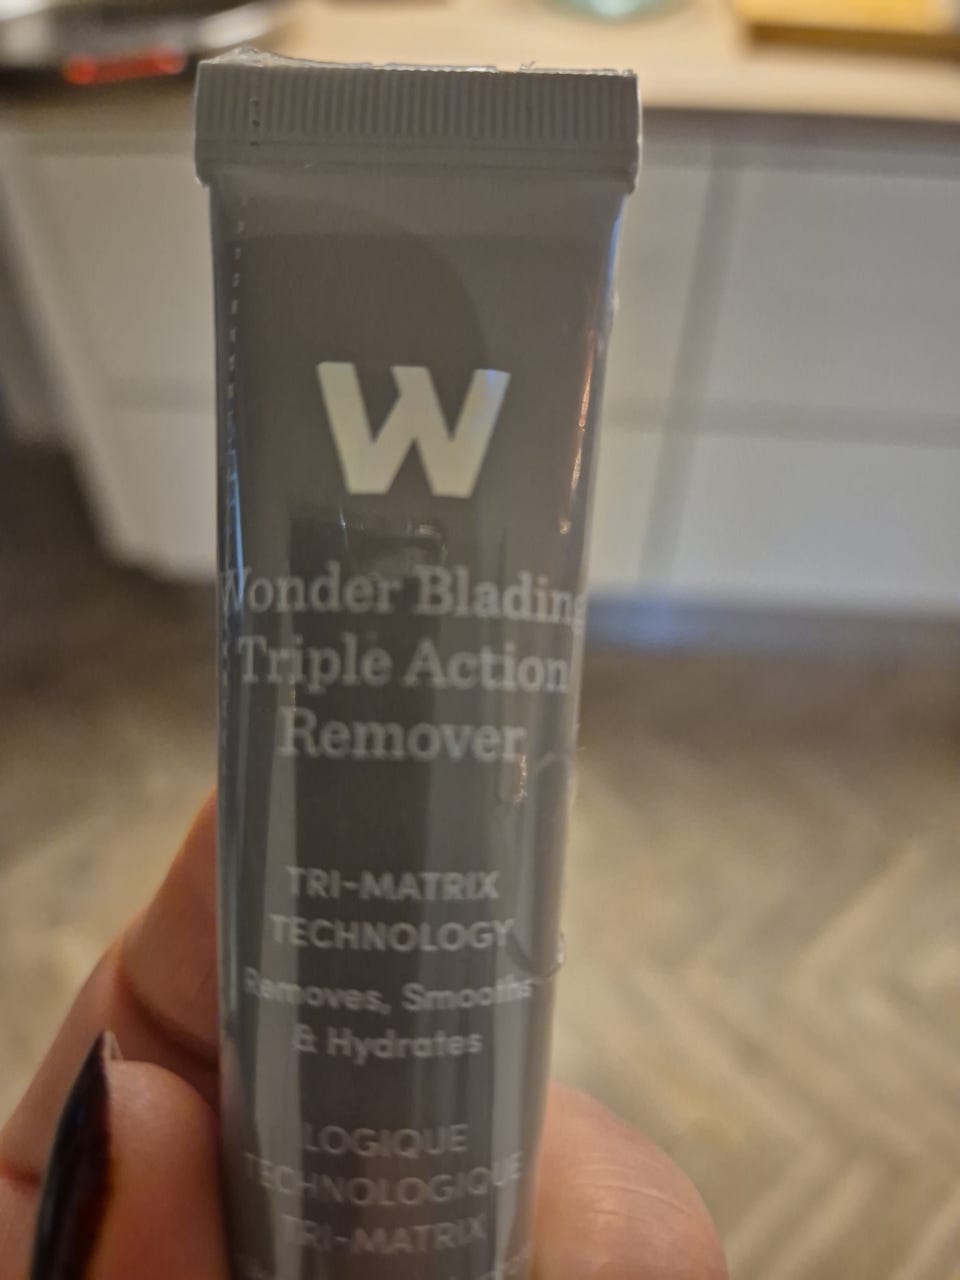 W
Wonder Blading
Triple Action
Remover
TRI-MATRIX
TECHNOLOGY
Removes, Smooths
& Hydrates
LOGIQUE
TECHNOLOGIQUE
TRI-MATRIX